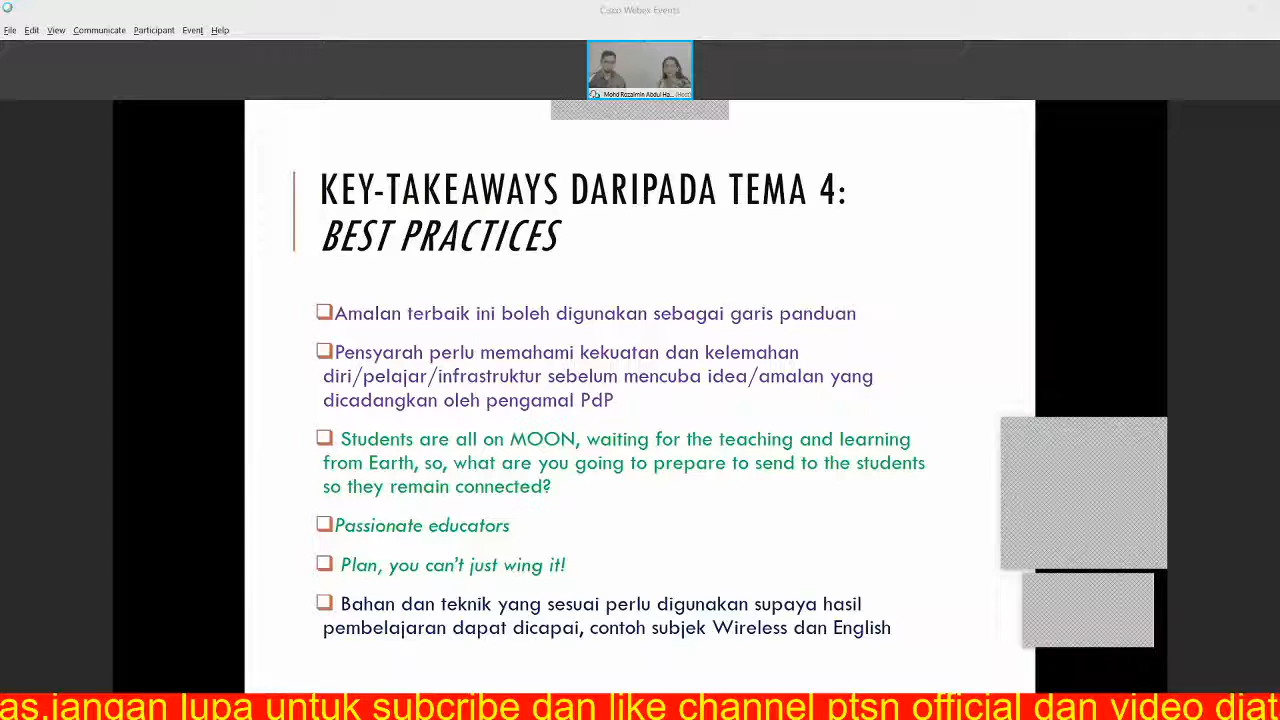 Cisco Webex Events
File Edit View Communicate Participant Event Help
Mohd Rozaimin Abdul Ha... (Host)
KEY-TAKEAWAYS DARIPADA TEMA 4:
BEST PRACTICES
Amalan terbaik ini boleh digunakan sebagai garis panduan
Pensyarah perlu memahami kekuatan dan kelemahan
diri/pelajar/infrastruktur sebelum mencuba idea/amalan yang
dicadangkan oleh pengamal PdP
Students are all on MOON, waiting for the teaching and learning
from Earth, so, what are you going to prepare to send to the students
so they remain connected?
Passionate educators
Plan, you can't just wing it!
Bahan dan teknik yang sesuai perlu digunakan supaya hasil
pembelajaran dapat dicapai, contoh subjek Wireless dan English
as,jangan lupa untuk subcribe dan like channel ptsn official dan video diat